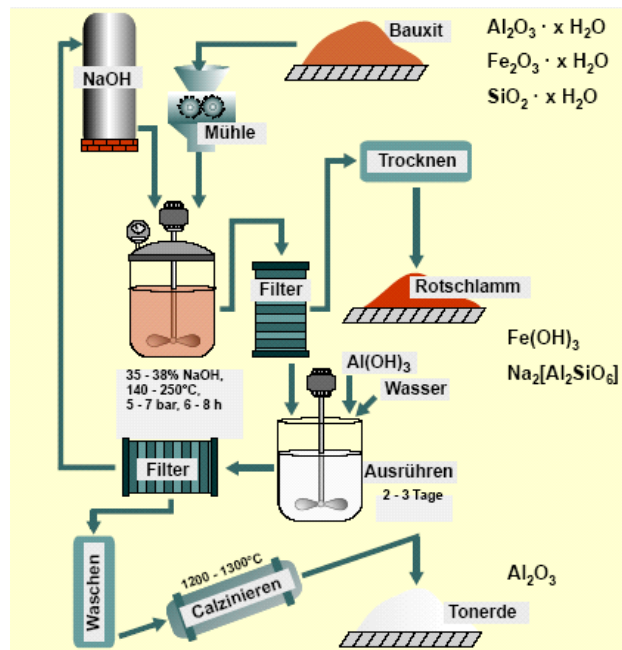 Bauxit
Al₂O₃ · x H₂O
Fe₂O₃ · x H₂O
SiO₂ · x H₂O
NaOH
Mühle
Trocknen
Filter
Rotschlamm
Fe(OH)₃
Na₂[Al₂SiO₆]
35 - 38% NaOH,
140 - 250°C,
5 - 7 bar, 6 - 8 h
Al(OH)₃
Wasser
Filter
Ausrühren
2 - 3 Tage
Waschen
1200 - 1300°C
Calzinieren
Al₂O₃
Tonerde